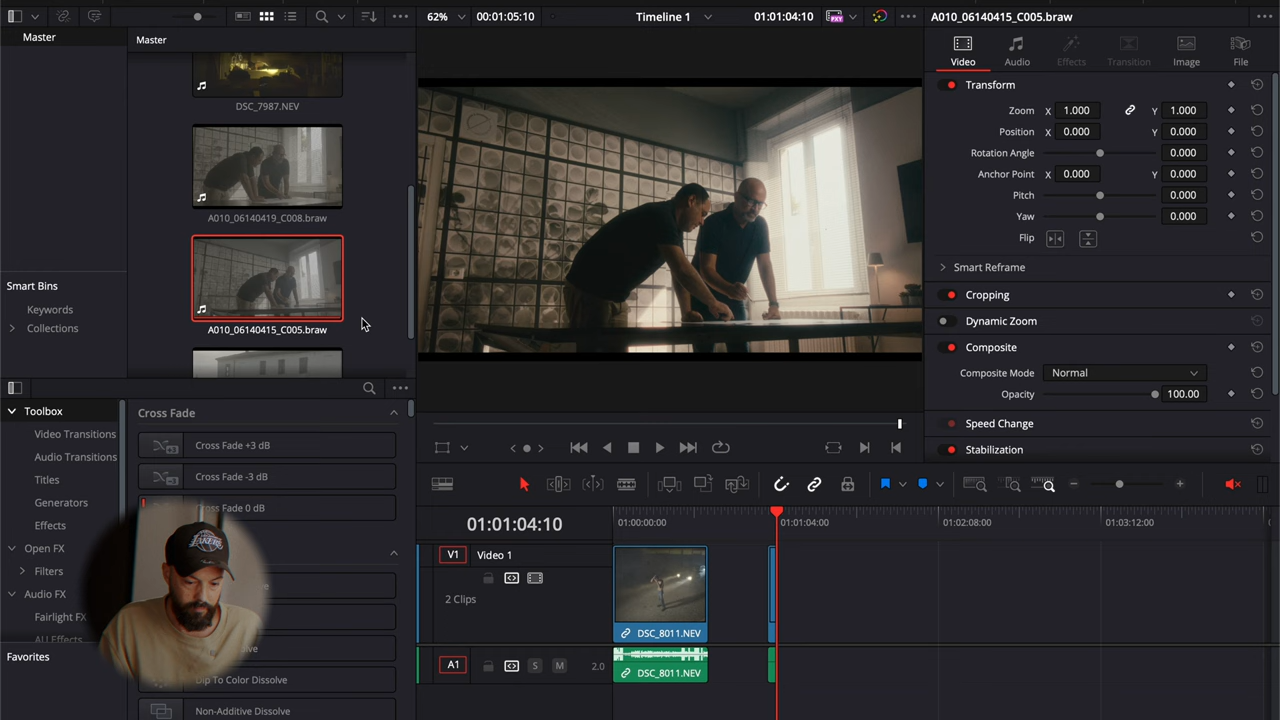 62%
00:01:05:10
Timeline 1
01:01:04:10
A010_06140415_C005.braw
Master
Master
DSC_7987.NEV
A010_06140419_C008.braw
A010_06140415_C005.braw
Smart Bins
Keywords
Collections
Video
Audio
Effects
Transition
Image
File
Transform
Zoom X 1.000 Y 1.000
Position X 0.000 Y 0.000
Rotation Angle 0.000
Anchor Point X 0.000 Y 0.000
Pitch 0.000
Yaw 0.000
Flip
Smart Reframe
Cropping
Dynamic Zoom
Composite
Composite Mode Normal
Opacity 100.00
Speed Change
Stabilization
Toolbox
Video Transitions
Audio Transitions
Titles
Generators
Effects
Open FX
Filters
Audio FX
Fairlight FX
All Effects
Favorites
Cross Fade
Cross Fade +3 dB
Cross Fade -3 dB
Cross Fade 0 dB
Dip To Color Dissolve
Non-Additive Dissolve
LAKERS
01:01:04:10
01:00:00:00
01:01:04:00
01:02:08:00
01:03:12:00
V1 Video 1
2 Clips
DSC_8011.NEV
A1 S M 2.0
DSC_8011.NEV